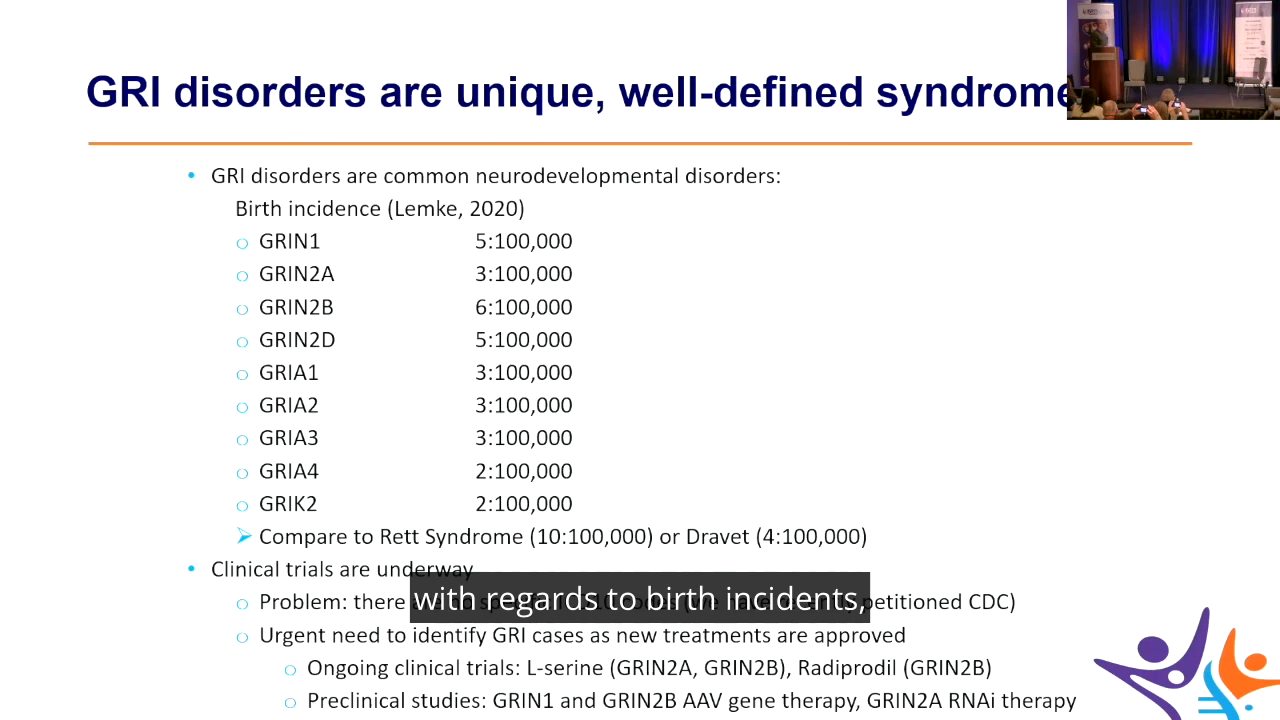 GRI disorders are unique, well-defined syndrome
• GRI disorders are common neurodevelopmental disorders:
Birth incidence (Lemke, 2020)
○ GRIN1 5:100,000
○ GRIN2A 3:100,000
○ GRIN2B 6:100,000
○ GRIN2D 5:100,000
○ GRIA1 3:100,000
○ GRIA2 3:100,000
○ GRIA3 3:100,000
○ GRIA4 2:100,000
○ GRIK2 2:100,000
➢ Compare to Rett Syndrome (10:100,000) or Dravet (4:100,000)
• Clinical trials are underway
○ Problem: there petitioned CDC)
with regards to birth incidents,
○ Urgent need to identify GRI cases as new treatments are approved
○ Ongoing clinical trials: L-serine (GRIN2A, GRIN2B), Radiprodil (GRIN2B)
○ Preclinical studies: GRIN1 and GRIN2B AAV gene therapy, GRIN2A RNAi therapy